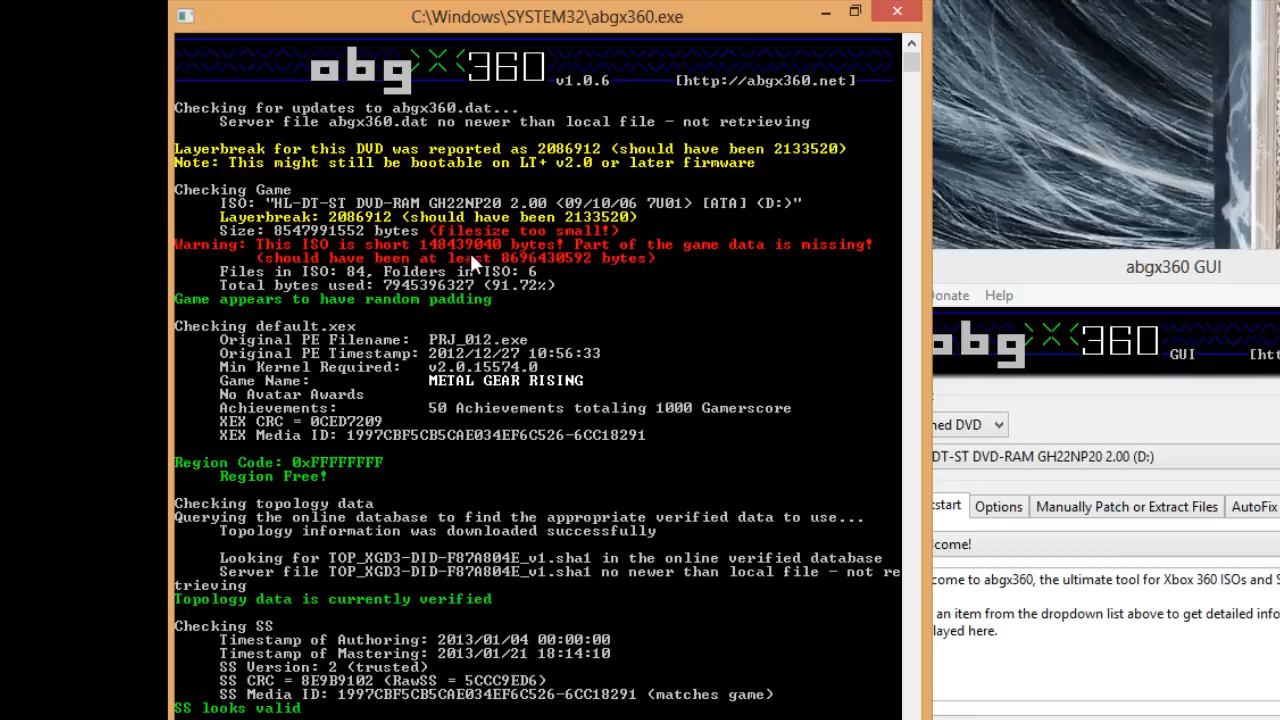 C:\Windows\SYSTEM32\abgx360.exe
abgx360 v1.0.6 [http://abgx360.net]
Checking for updates to abgx360.dat...
Server file abgx360.dat no newer than local file - not retrieving
Layerbreak for this DVD was reported as 2086912 (should have been 2133520)
Note: This might still be bootable on LT+ v2.0 or later firmware
Checking Game
ISO: "HL-DT-ST DVD-RAM GH22NP20 2.00 <09/10/06 7U01> [ATA] (D:)"
Layerbreak: 2086912 (should have been 2133520)
Size: 8547991552 bytes (filesize too small!)
Warning: This ISO is short 148439040 bytes! Part of the game data is missing!
(should have been at least 8696430592 bytes)
Files in ISO: 84, Folders in ISO: 6
Total bytes used: 7945396327 (91.72%)
Game appears to have random padding
Checking default.xex
Original PE Filename: PRJ_012.exe
Original PE Timestamp: 2012/12/27 10:56:33
Min Kernel Required: v2.0.15574.0
Game Name: METAL GEAR RISING
No Avatar Awards
Achievements: 50 Achievements totaling 1000 Gamerscore
XEX CRC = 0CED7209
XEX Media ID: 1997CBF5CB5CAE034EF6C526-6CC18291
Region Code: 0xFFFFFFFF
Region Free!
Checking topology data
Querying the online database to find the appropriate verified data to use...
Topology information was downloaded successfully
Looking for TOP_XGD3-DID-F87A804E_v1.sha1 in the online verified database
Server file TOP_XGD3-DID-F87A804E_v1.sha1 no newer than local file - not re
trieving
Topology data is currently verified
Checking SS
Timestamp of Authoring: 2013/01/04 00:00:00
Timestamp of Mastering: 2013/01/21 18:14:10
SS Version: 2 (trusted)
SS CRC = 8E9B9102 (RawSS = 5CCC9ED6)
SS Media ID: 1997CBF5CB5CAE034EF6C526-6CC18291 (matches game)
SS looks valid
abgx360 GUI
Donate Help
abgx360 GUI [htt
ned DVD
DT-ST DVD-RAM GH22NP20 2.00 (D:)
start Options Manually Patch or Extract Files AutoFix
come!
come to abgx360, the ultimate tool for Xbox 360 ISOs and S
an item from the dropdown list above to get detailed info
layed here.